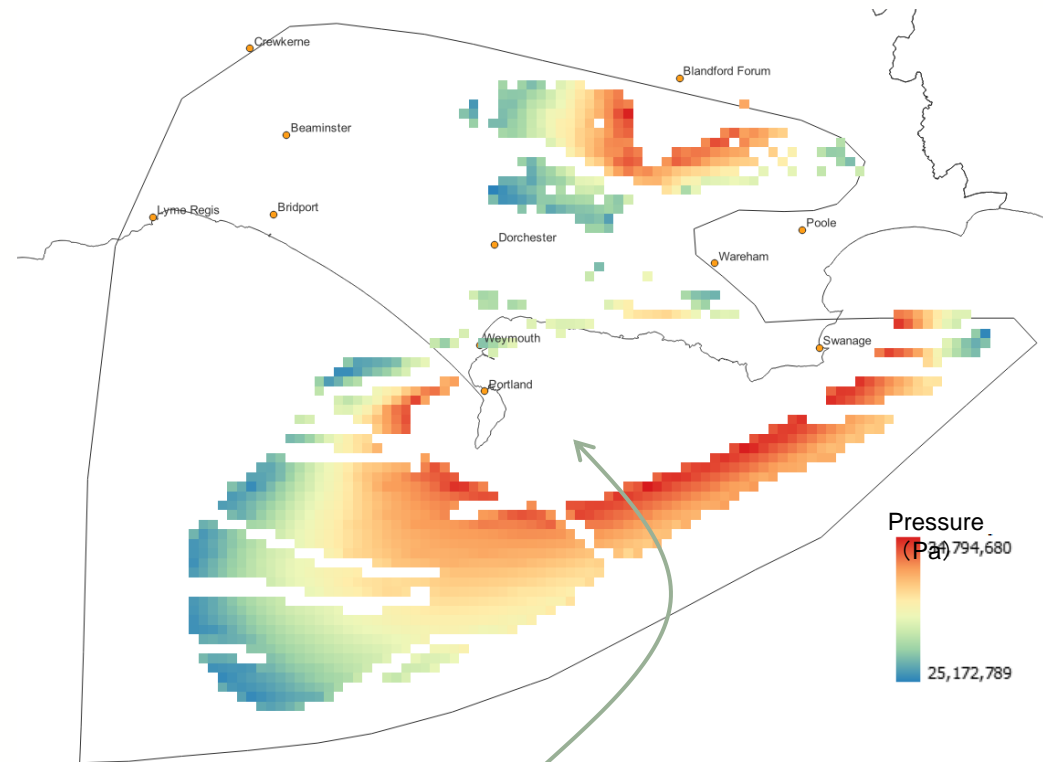 Crewkerne
Blandford Forum
Beaminster
Lyme Regis
Bridport
Poole
Dorchester
Wareham
Weymouth
Swanage
Portland
Pressure
（Pa）
25,172,789